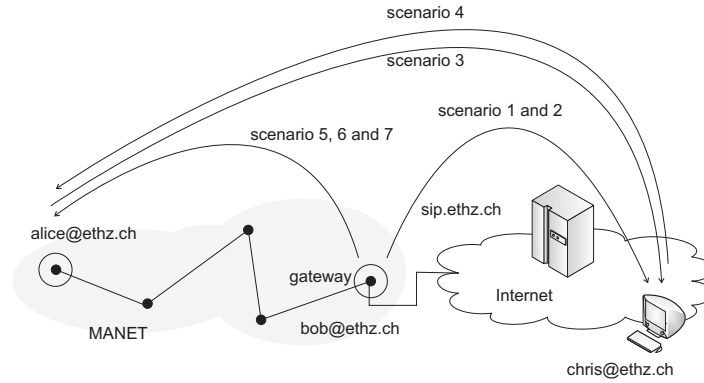 scenario 4
scenario 3
scenario 1 and 2
scenario 5, 6 and 7
sip.ethz.ch
alice@ethz.ch
gateway
Internet
MANET
bob@ethz.ch
chris@ethz.ch